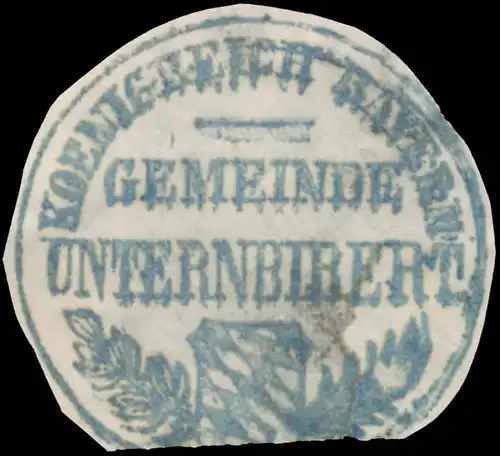 KOENIGREICH BAYERN.
GEMEINDE
UNTERNBIBERT